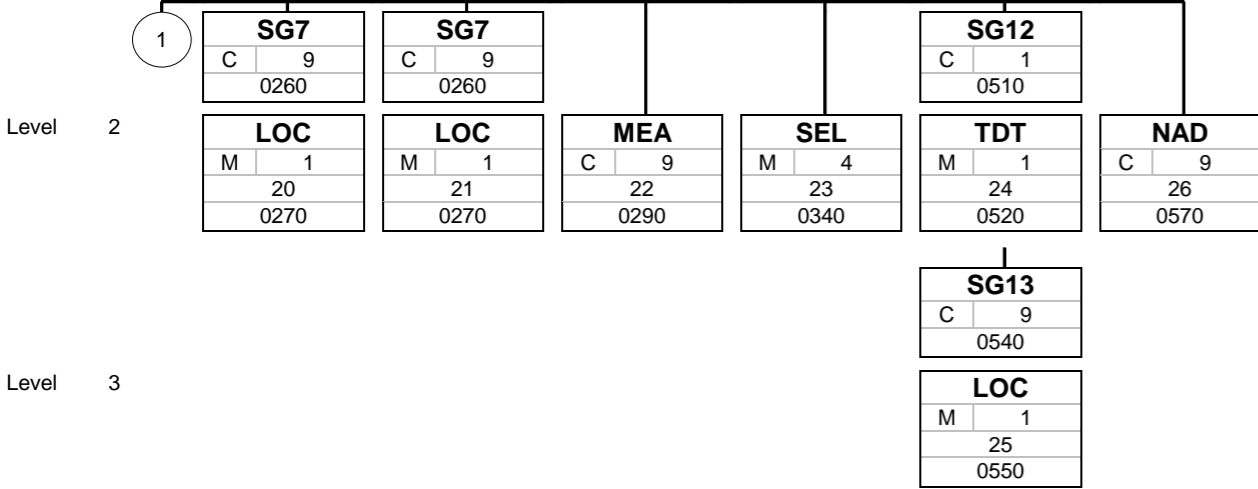 1
SG7 SG7 SG12
C 9 C 9 C 1
0260 0260 0510
Level 2 LOC LOC MEA SEL TDT NAD
M 1 M 1 C 9 M 4 M 1 C 9
20 21 22 23 24 26
0270 0270 0290 0340 0520 0570
SG13
C 9
0540
Level 3 LOC
M 1
25
0550